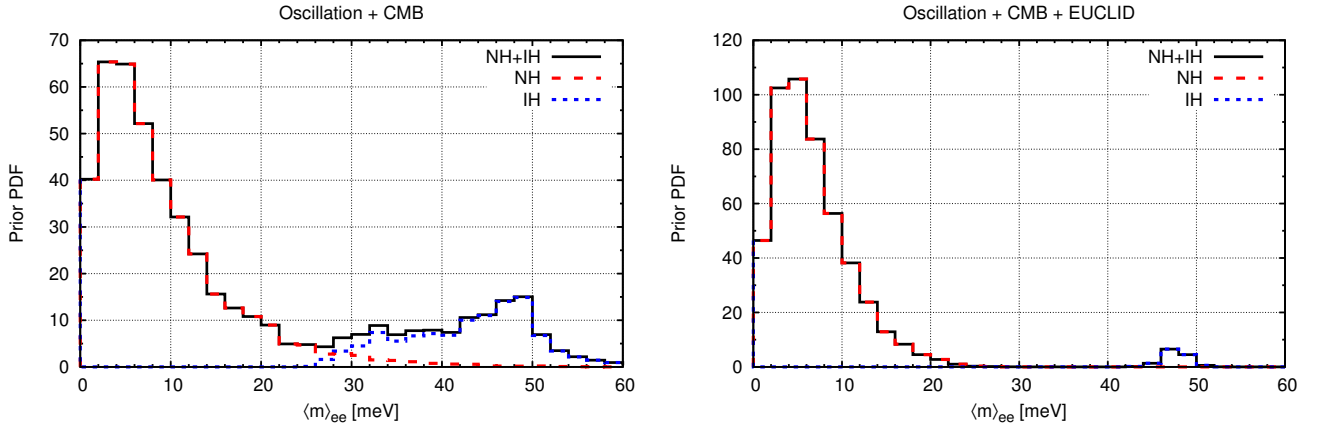 Oscillation + CMB
Prior PDF
70
60
50
40
30
20
10
0
0 10 20 30 40 50 60
⟨m⟩ee [meV]
NH+IH
NH
IH
Oscillation + CMB + EUCLID
Prior PDF
120
100
80
60
40
20
0
0 10 20 30 40 50 60
⟨m⟩ee [meV]
NH+IH
NH
IH